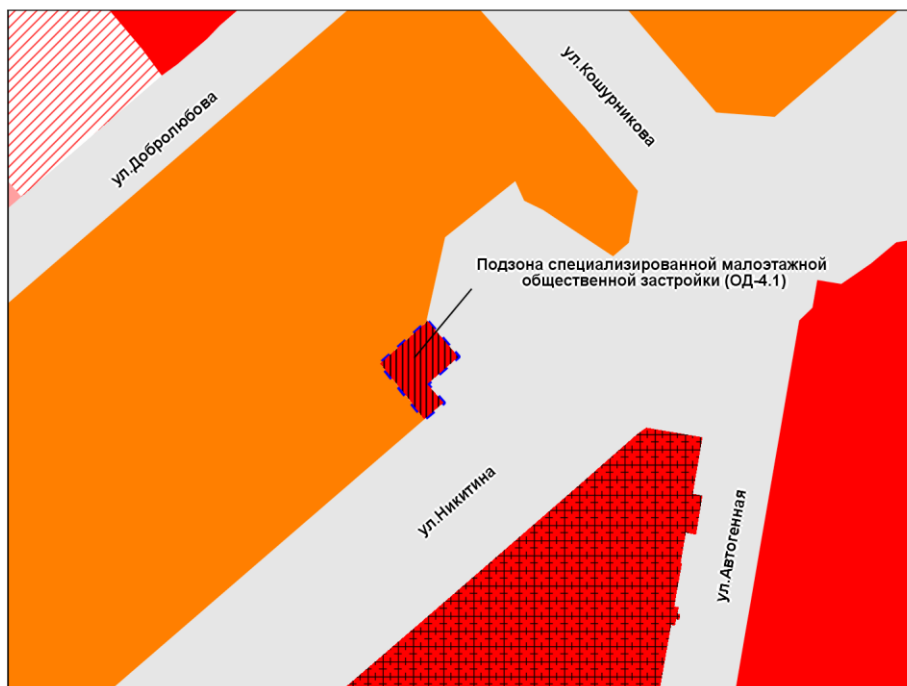 ул.Кошурникова
ул.Добролюбова
Подзона специализированной малоэтажной
общественной застройки (ОД-4.1)
ул.Никитина
ул.Автогенная